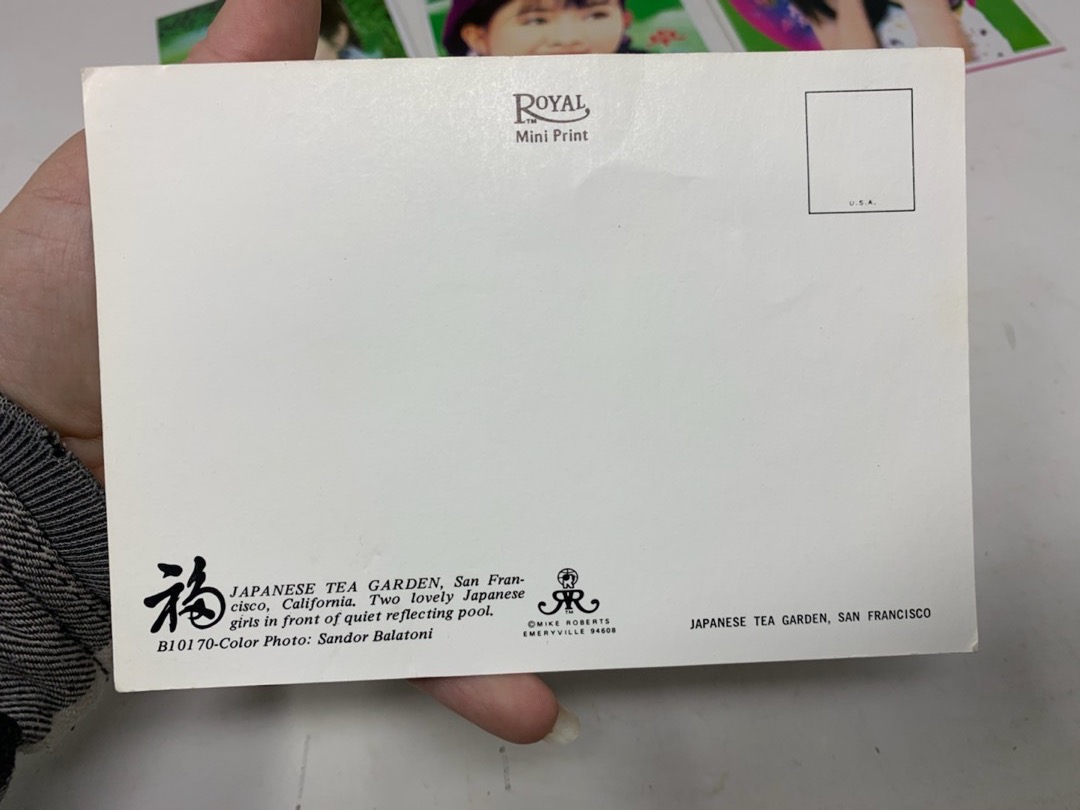 ROYAL
TM
Mini Print
U.S.A.
福
JAPANESE TEA GARDEN, San Fran-
cisco, California. Two lovely Japanese
girls in front of quiet reflecting pool.
B10170-Color Photo: Sandor Balatoni
TM
©MIKE ROBERTS
EMERYVILLE 94608
JAPANESE TEA GARDEN, SAN FRANCISCO